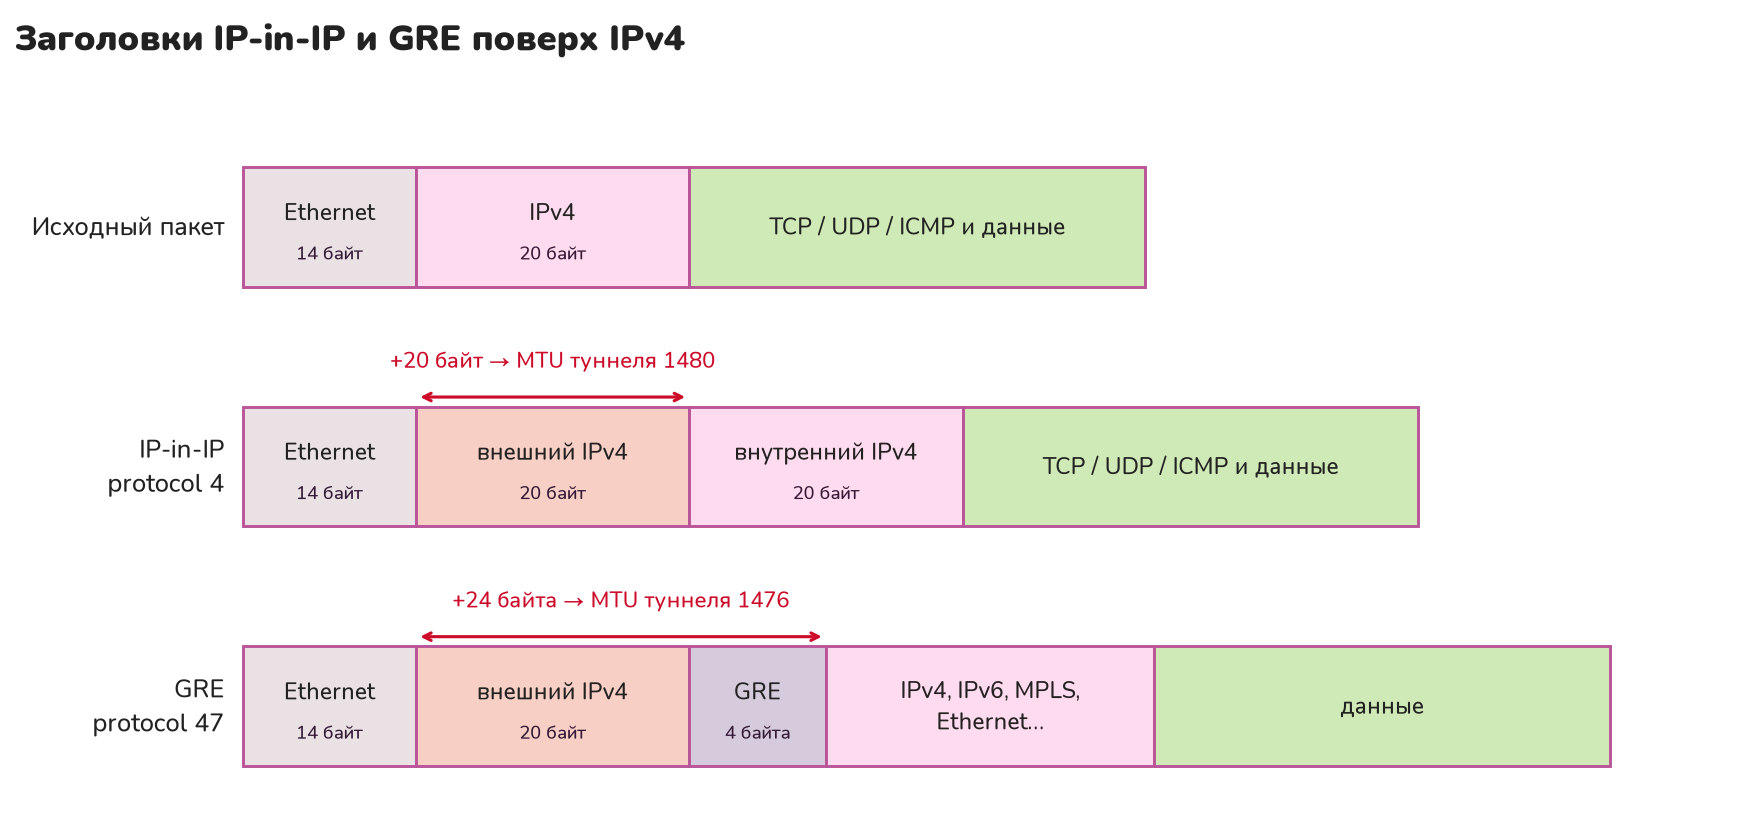 Заголовки IP-in-IP и GRE поверх IPv4
Исходный пакет
Ethernet
14 байт
IPv4
20 байт
TCP / UDP / ICMP и данные
+20 байт → MTU туннеля 1480
IP-in-IP
protocol 4
Ethernet
14 байт
внешний IPv4
20 байт
внутренний IPv4
20 байт
TCP / UDP / ICMP и данные
+24 байта → MTU туннеля 1476
GRE
protocol 47
Ethernet
14 байт
внешний IPv4
20 байт
GRE
4 байта
IPv4, IPv6, MPLS,
Ethernet...
данные